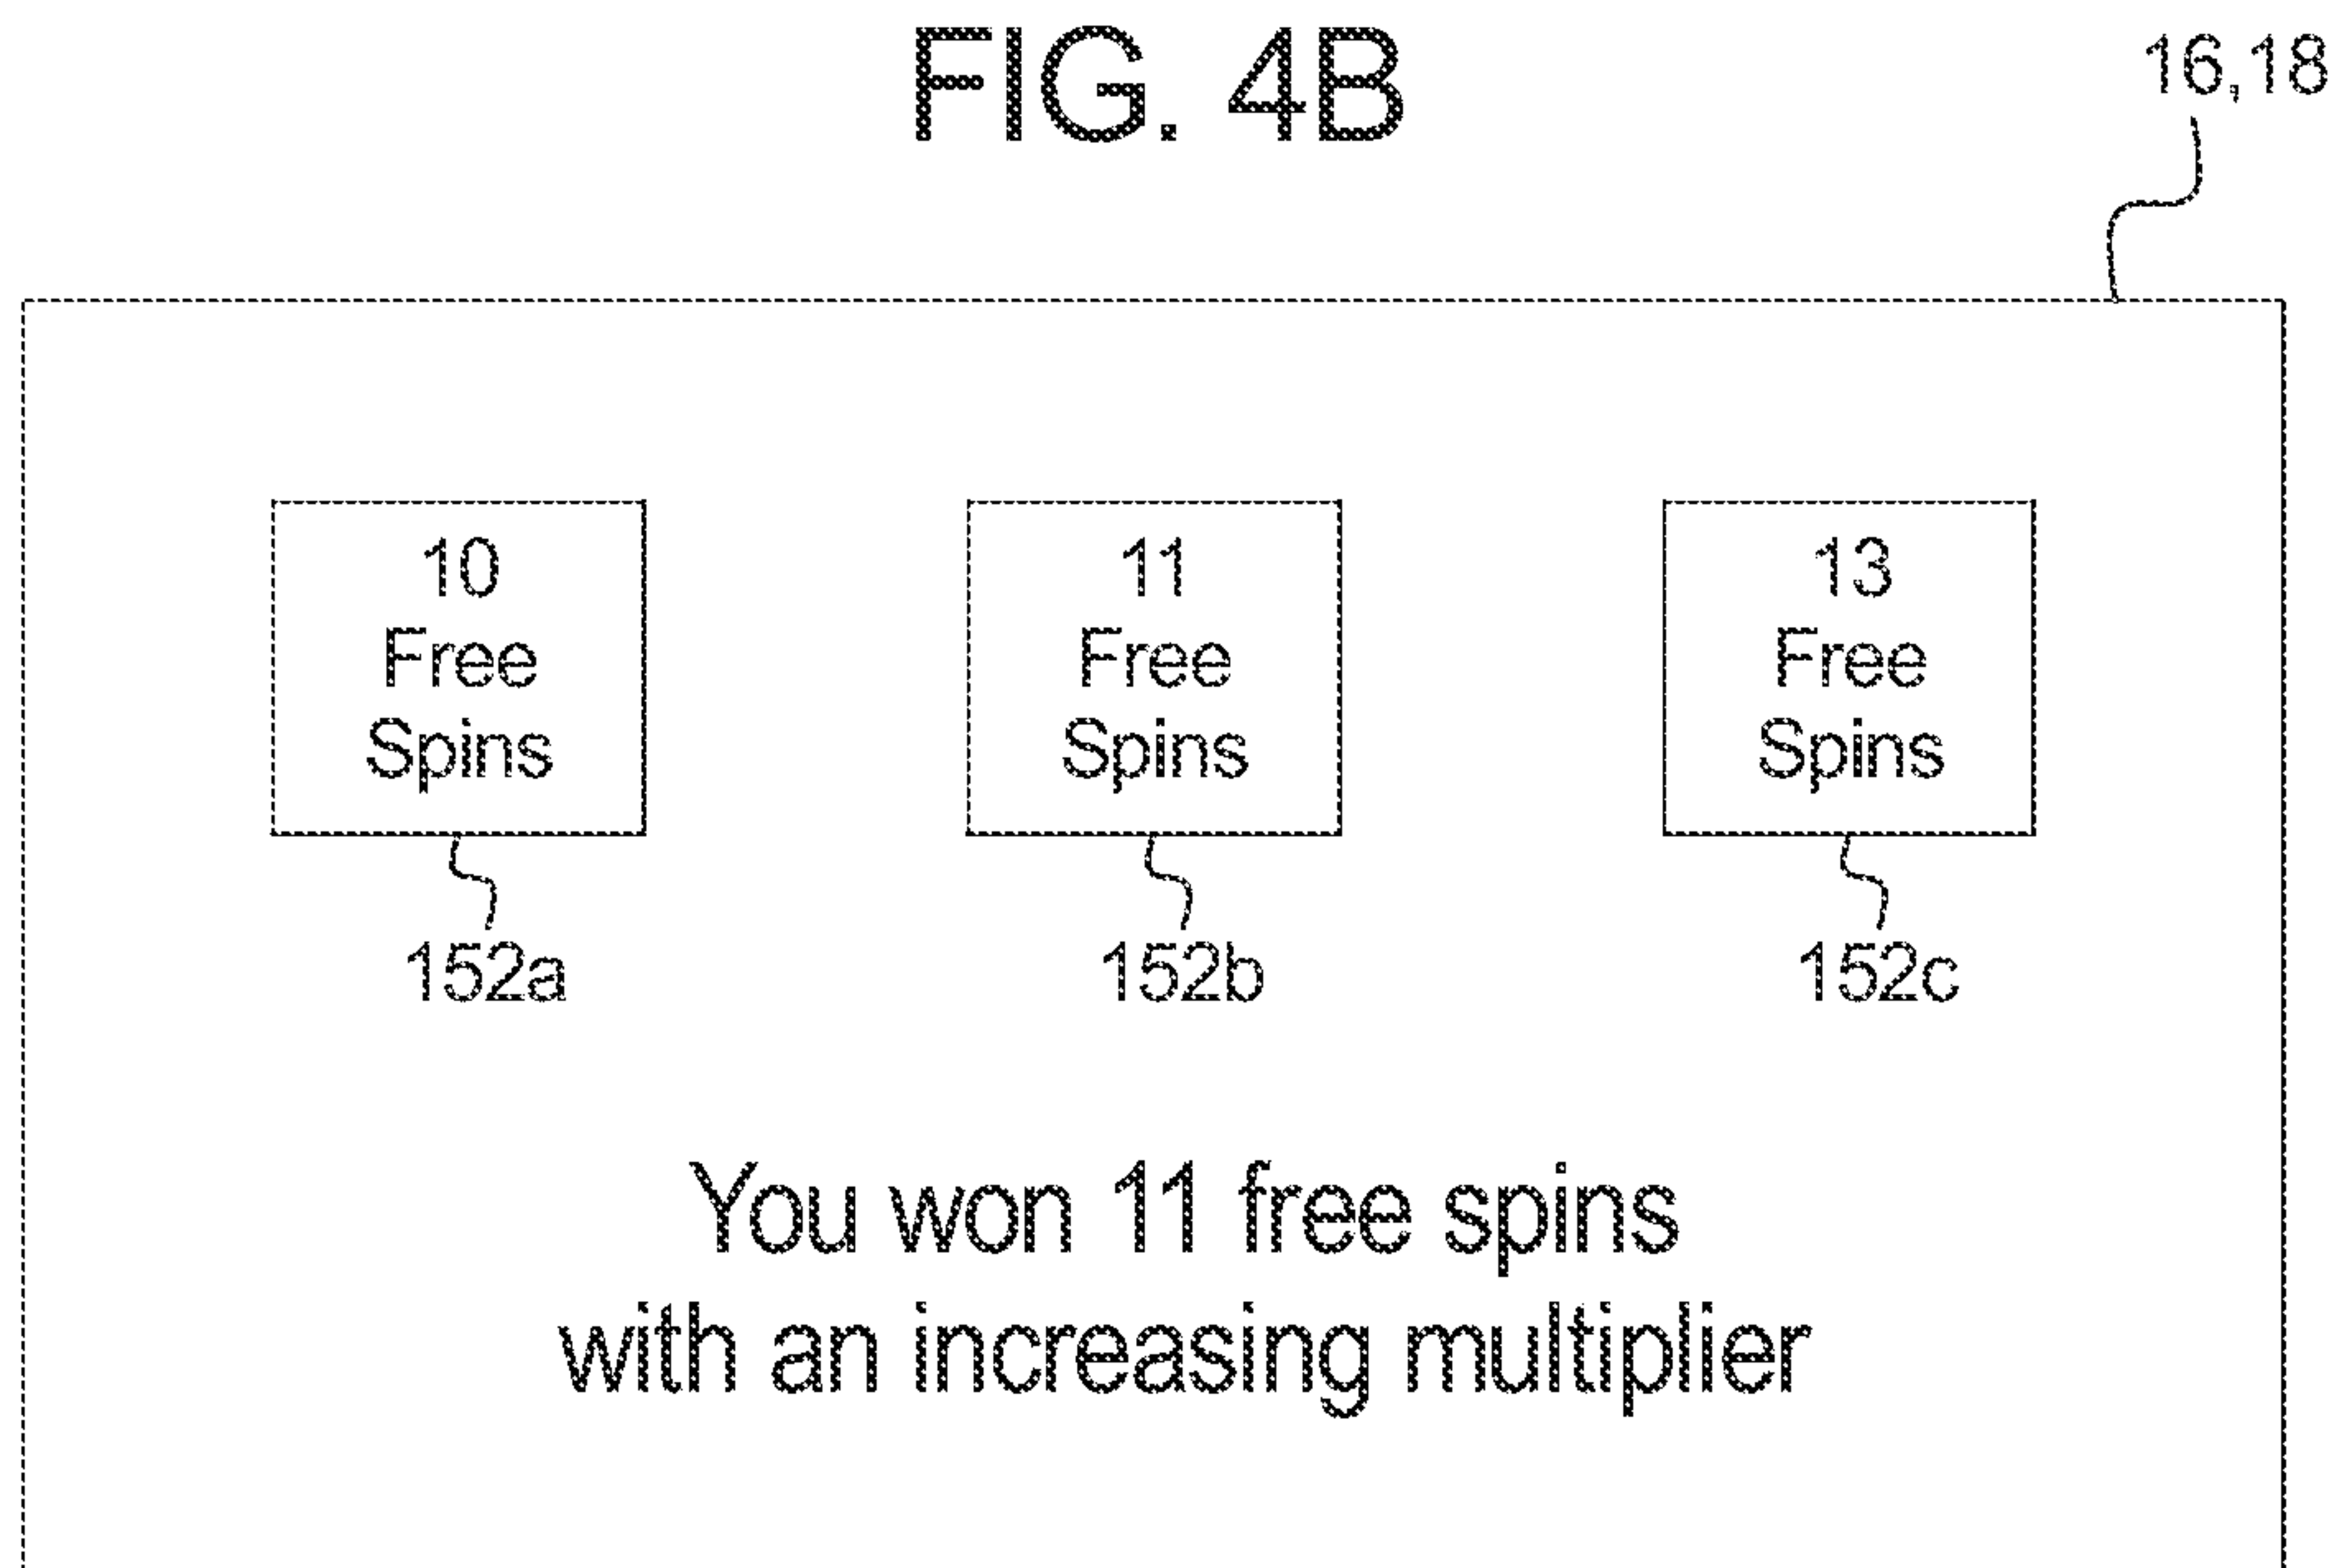 FIG. 4B
16,18
10
Free
Spins
11
Free
Spins
13
Free
Spins
152a
152b
152c
You won 11 free spins
with an increasing multiplier